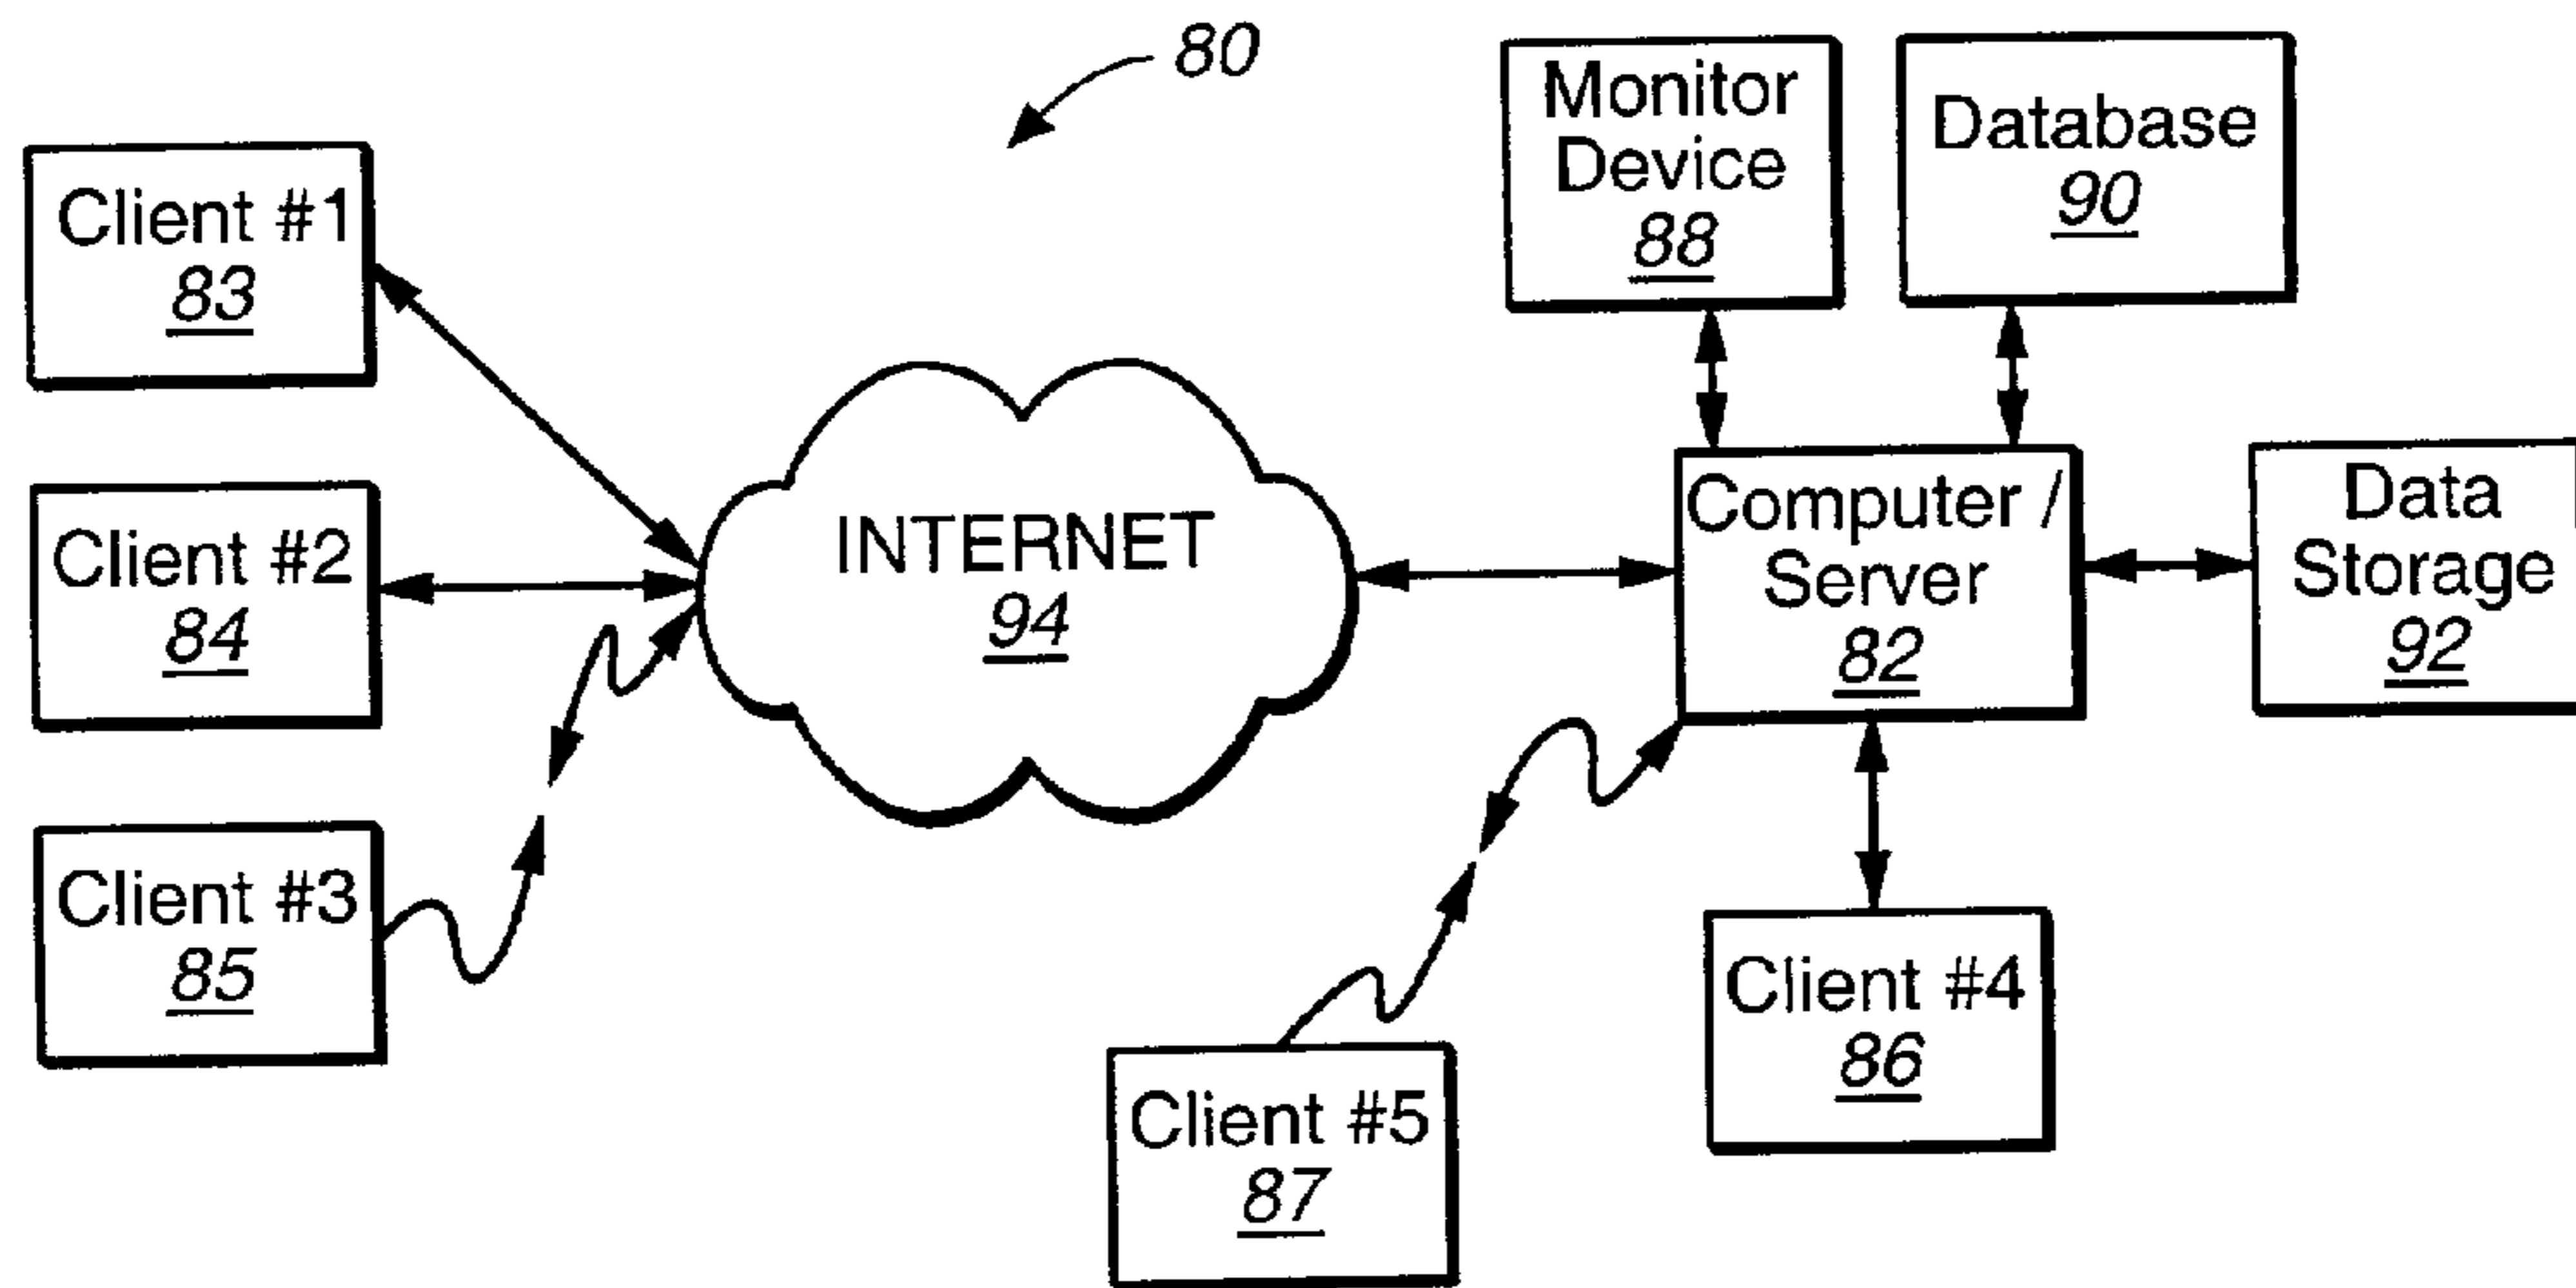 80
Monitor
Device
88
Database
90
Client #1
83
Client #2
84
Client #3
85
INTERNET
94
Computer /
Server
82
Data
Storage
92
Client #4
86
Client #5
87